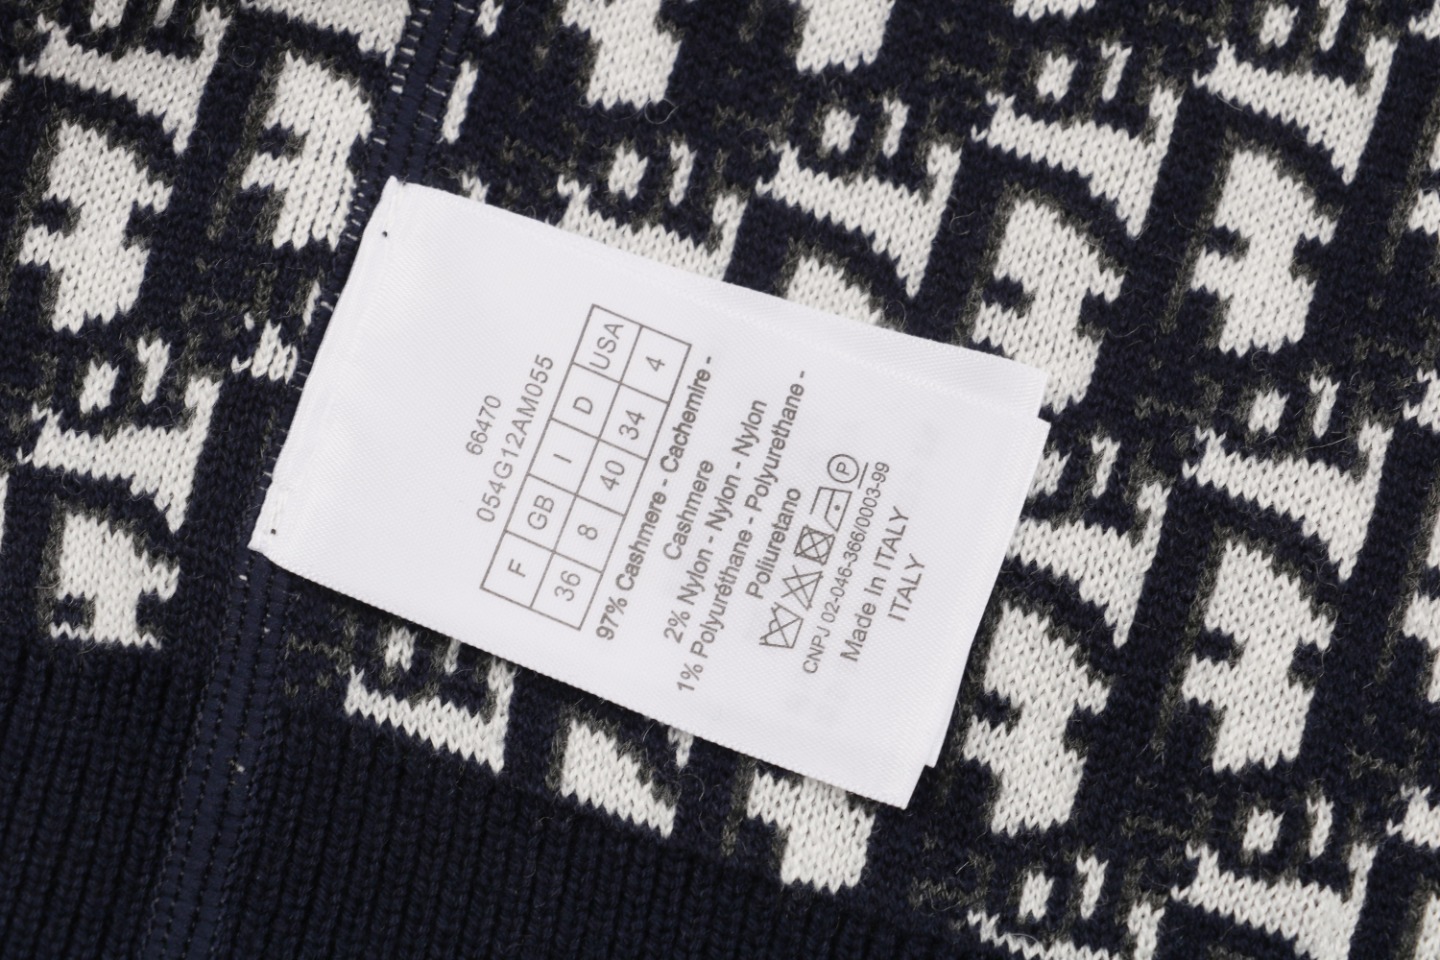 66470
054G12AM055
F GB I D USA
36 8 40 34 4
97% Cashmere - Cachemire -
Cashmere
2% Nylon - Nylon - Nylon
1% Polyuréthane - Polyurethane -
Poliuretano
P
CNPJ 02-046-366/0003-99
Made in ITALY
ITALY